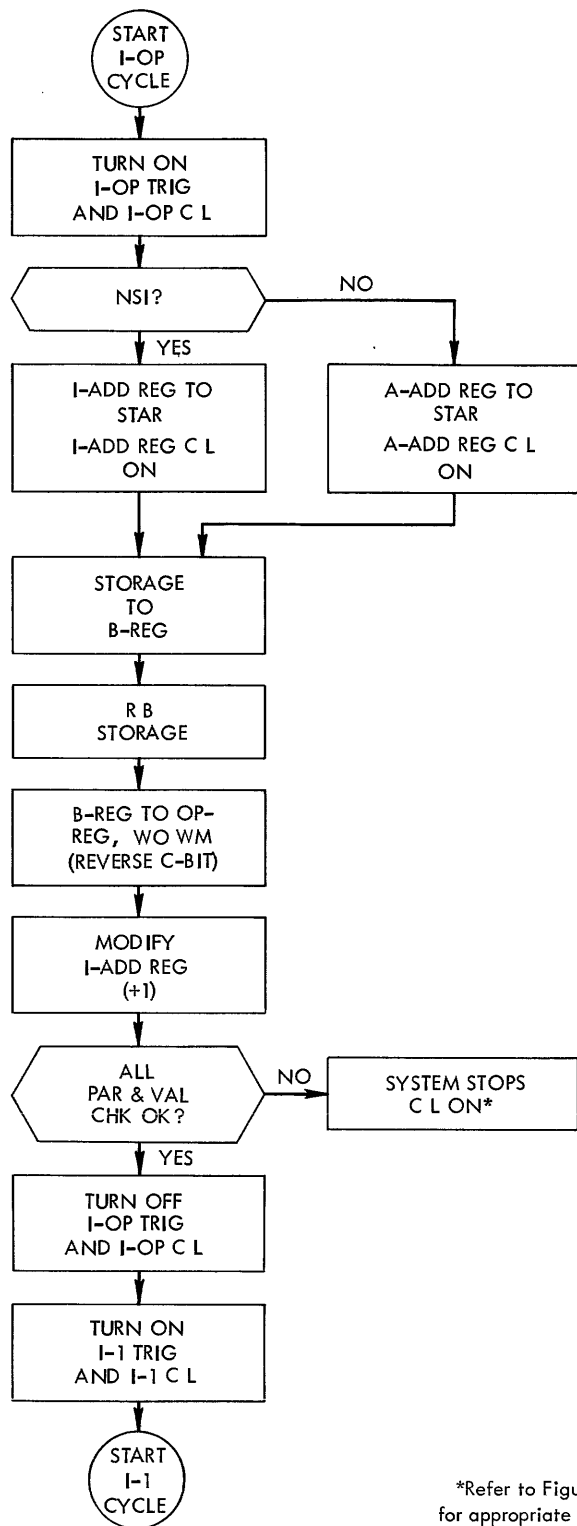 START
I-OP
CYCLE
TURN ON
I-OP TRIG
AND I-OP C L
NSI?
NO
YES
I-ADD REG TO
STAR
I-ADD REG C L
ON
A-ADD REG TO
STAR
A-ADD REG C L
ON
STORAGE
TO
B-REG
R B
STORAGE
B-REG TO OP-
REG, WO WM
(REVERSE C-BIT)
MODIFY
I-ADD REG
(+1)
ALL
PAR & VAL
CHK OK?
NO
SYSTEM STOPS
C L ON*
YES
TURN OFF
I-OP TRIG
AND I-OP C L
TURN ON
I-1 TRIG
AND I-1 C L
START
I-1
CYCLE
*Refer to Figu
for appropriate